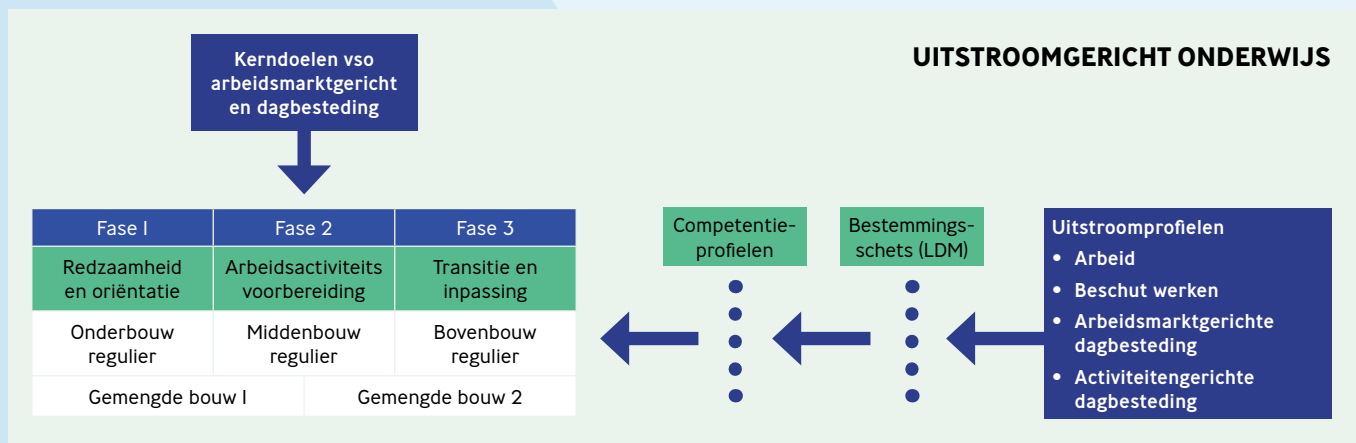 UITSTROOMGERICHT ONDERWIJS
Kerndoelen vso
arbeidsmarktgericht
en dagbesteding
Fase I
Fase 2
Fase 3
Redzaamheid
en oriëntatie
Arbeidsactiviteits
voorbereiding
Transitie en
inpassing
Onderbouw
regulier
Middenbouw
regulier
Bovenbouw
regulier
Gemengde bouw I
Gemengde bouw 2
Competentie-
profielen
Bestemmings-
schets (LDM)
Uitstroomprofielen
• Arbeid
• Beschut werken
• Arbeidsmarktgerichte
dagbesteding
• Activiteitengerichte
dagbesteding